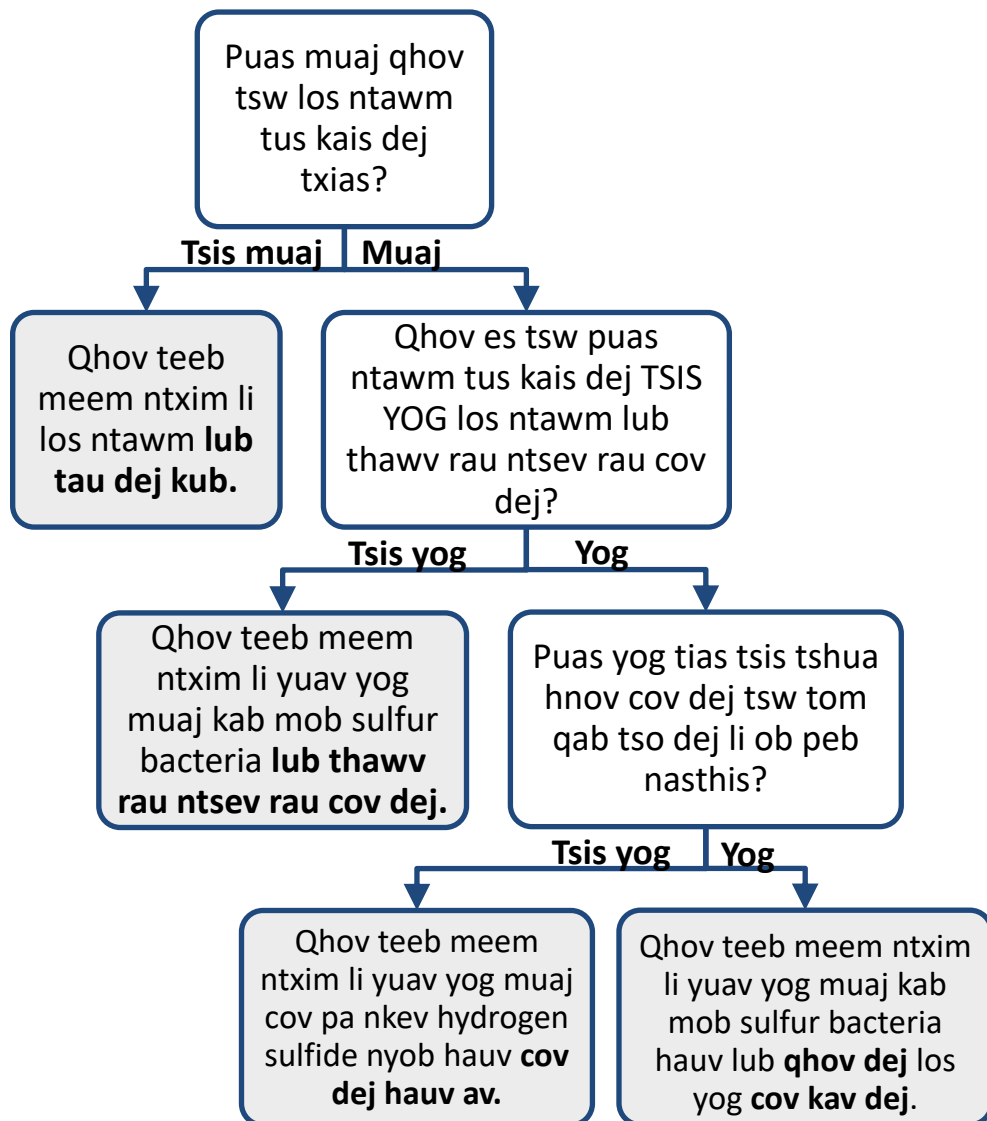 Puas muaj qhov
tsw los ntawm
tus kais dej
txias?
Tsis muaj
Muaj
Qhov teeb
meem ntxim li
los ntawm lub
tau dej kub.
Qhov es tsw puas
ntawm tus kais dej TSIS
YOG los ntawm lub
thawv rau ntsev rau cov
dej?
Tsis yog
Yog
Qhov teeb meem
ntxim li yuav yog
muaj kab mob sulfur
bacteria lub thawv
rau ntsev rau cov dej.
Puas yog tias tsis tshua
hnov cov dej tsw tom
qab tso dej li ob peb
nasthis?
Tsis yog
Yog
Qhov teeb meem
ntxim li yuav yog muaj
cov pa nkev hydrogen
sulfide nyob hauv cov
dej hauv av.
Qhov teeb meem ntxim
li yuav yog muaj kab
mob sulfur bacteria
hauv lub qhov dej los
yog cov kav dej.